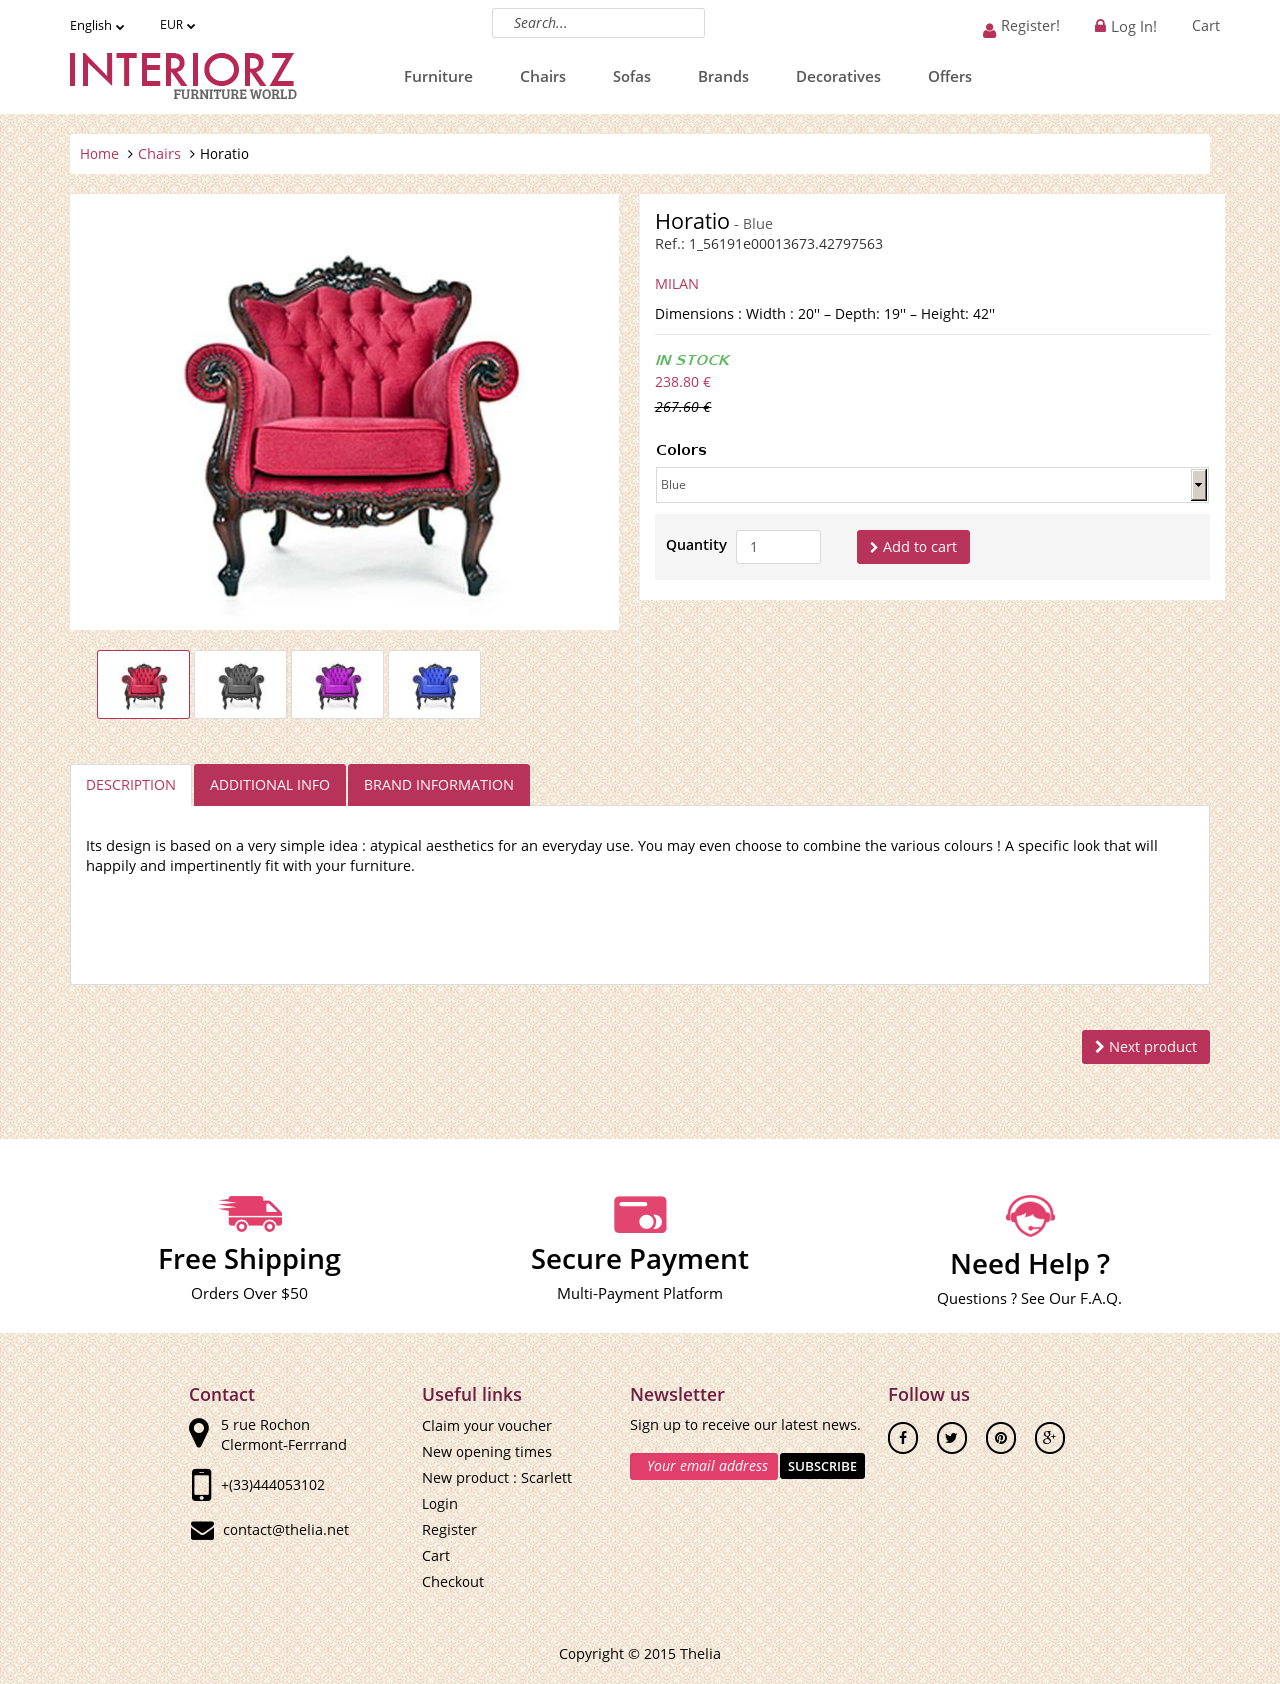 English
EUR
Search...
Register!
Log In!
Cart
INTERIORZ
FURNITURE WORLD
Furniture
Chairs
Sofas
Brands
Decoratives
Offers
Home
Chairs
Horatio
Horatio - Blue
Ref.: 1_56191e00013673.42797563
MILAN
Dimensions : Width : 20" – Depth: 19" – Height: 42"
IN STOCK
238.80 €
267.60 €
Colors
Blue
Quantity
1
Add to cart
DESCRIPTION
ADDITIONAL INFO
BRAND INFORMATION
Its design is based on a very simple idea : atypical aesthetics for an everyday use. You may even choose to combine the various colours ! A specific look that will
happily and impertinently fit with your furniture.
Next product
Free Shipping
Orders Over $50
Secure Payment
Multi-Payment Platform
Need Help ?
Questions ? See Our F.A.Q.
Contact
5 rue Rochon
Clermont-Ferrrand
+(33)444053102
contact@thelia.net
Useful links
Claim your voucher
New opening times
New product : Scarlett
Login
Register
Cart
Checkout
Newsletter
Sign up to receive our latest news.
Your email address
SUBSCRIBE
Follow us
Copyright © 2015 Thelia